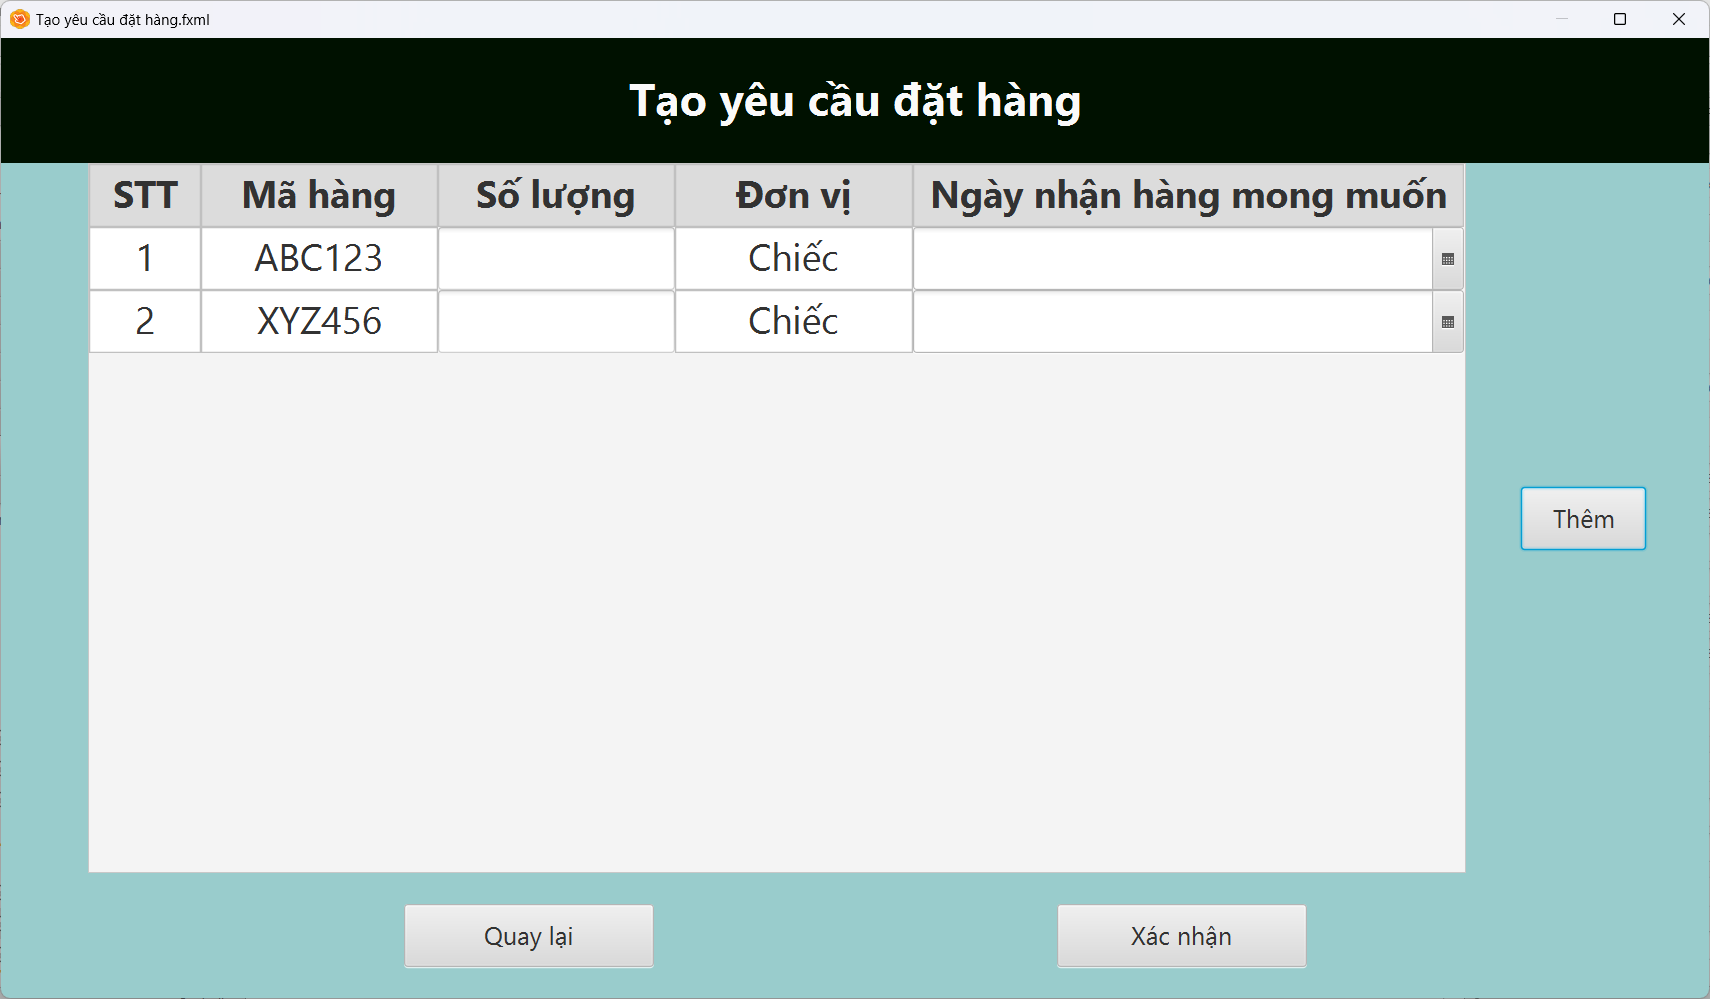 Tạo yêu cầu đặt hàng.fxml
Tạo yêu cầu đặt hàng
STT Mã hàng Số lượng Đơn vị Ngày nhận hàng mong muốn
1 ABC123 Chiếc
2 XYZ456 Chiếc
Thêm
Quay lại Xác nhận